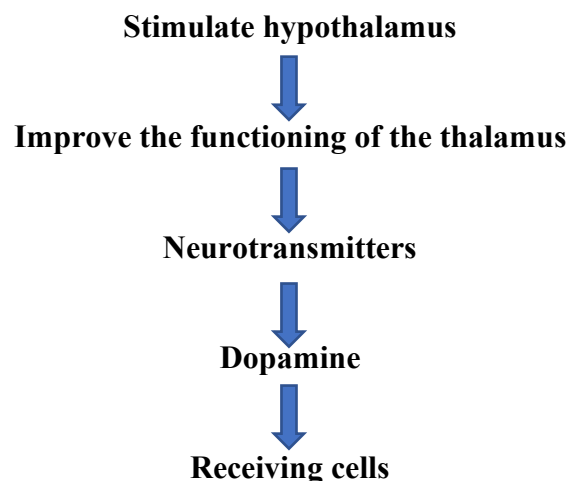 Stimulate hypothalamus
Improve the functioning of the thalamus
Neurotransmitters
Dopamine
Receiving cells